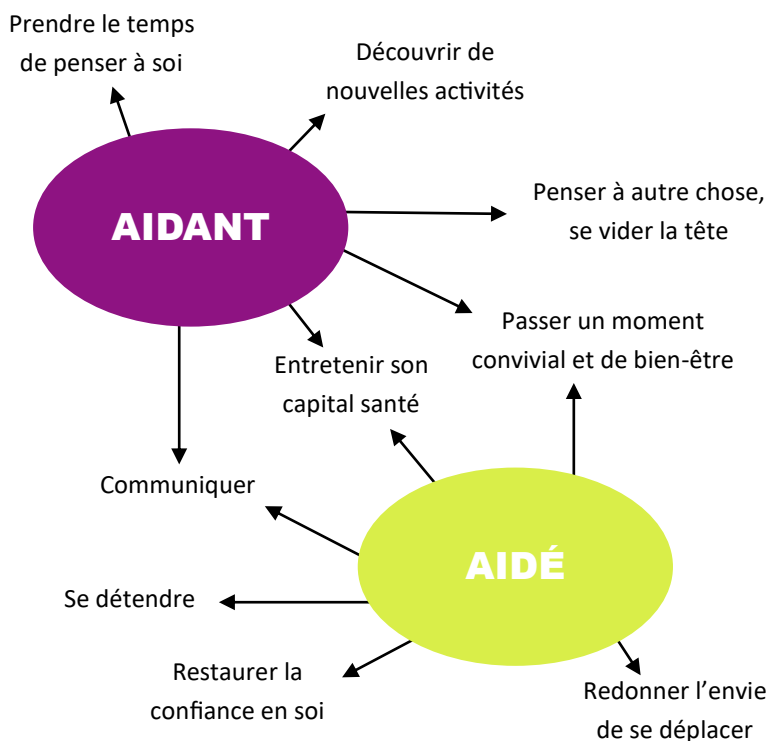 Prendre le temps
de penser à soi
Découvrir de
nouvelles activités
AIDANT
Penser à autre chose,
se vider la tête
Passer un moment
convivial et de bien-être
Entretenir son
capital santé
Communiquer
AIDÉ
Se détendre
Restaurer la
confiance en soi
Redonner l’envie
de se déplacer